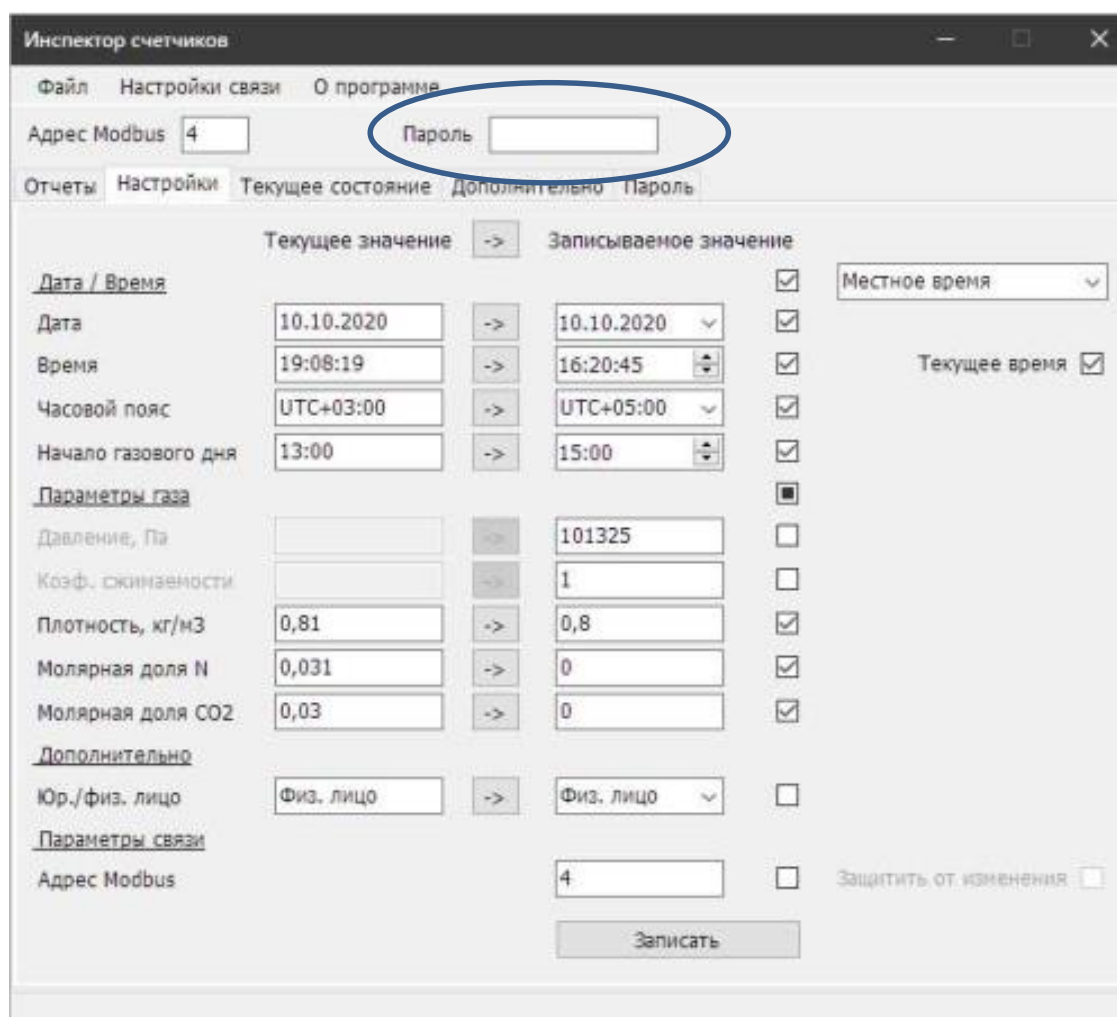 Инспектор счетчиков
Файл Настройки связи О программе
Адрес Modbus 4 Пароль
Отчеты Настройки Текущее состояние Дополнительно Пароль
Текущее значение -> Записываемое значение
Дата / Время Местное время
Дата 10.10.2020 -> 10.10.2020
Время 19:08:19 -> 16:20:45 Текущее время
Часовой пояс UTC+03:00 -> UTC+05:00
Начало газового дня 13:00 -> 15:00
Параметры газа
Давление, Па -> 101325
Коэф. сжимаемости -> 1
Плотность, кг/м3 0,81 -> 0,8
Молярная доля N 0,031 -> 0
Молярная доля CO2 0,03 -> 0
Дополнительно
Юр./физ. лицо Физ. лицо -> Физ. лицо
Параметры связи
Адрес Modbus 4 Защитить от изменения
Записать